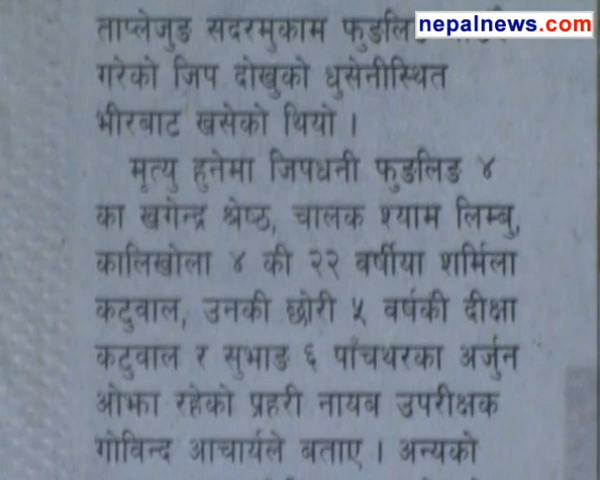 nepalnews.com
ताप्लेजुङ सदरमुकाम फुङलिङ
गरेको जिप दोखुको धुसेनीस्थित
भीरबाट खसेको थियो ।
मृत्यु हुनेमा जिपधनी फुङलिङ ४
का खगेन्द्र श्रेष्ठ, चालक श्याम लिम्बु,
कालिखोला ४ की २२ वर्षीया शर्मिला
कटुवाल, उनकी छोरी ५ वर्षकी दीक्षा
कटुवाल र सुभाङ ६ पाँचथरका अर्जुन
ओझा रहेको प्रहरी नायब उपरीक्षक
गोविन्द आचार्यले बताए । अन्यको